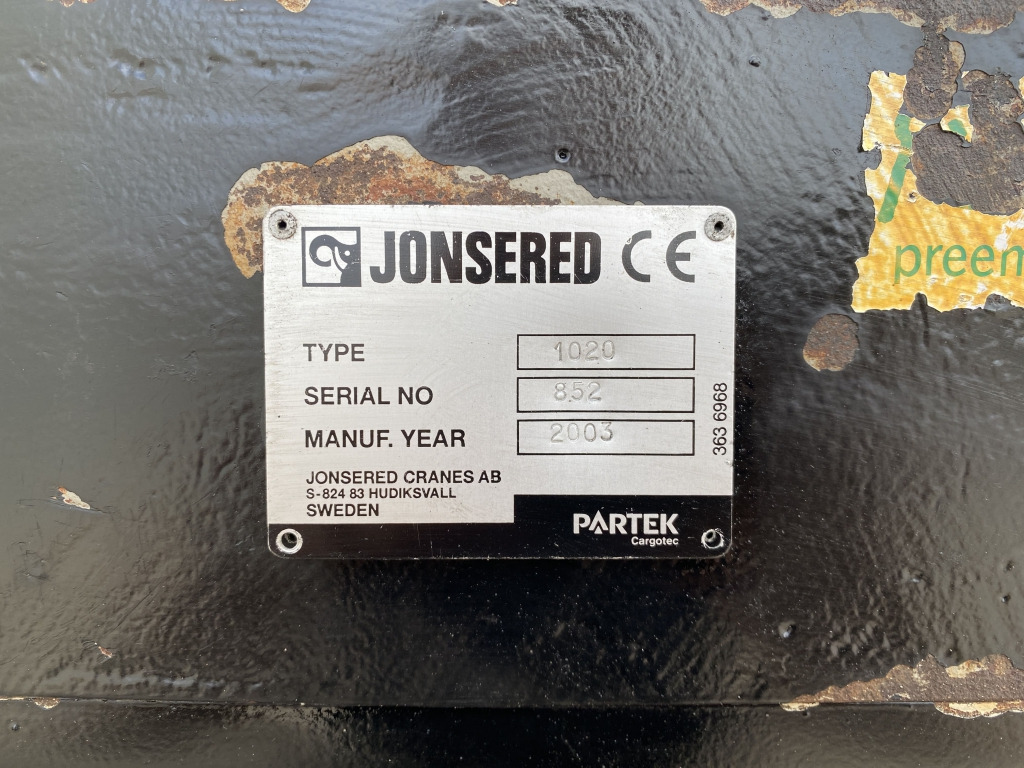 JONSERED CE
TYPE 1020
SERIAL NO 852
MANUF. YEAR 2003
363 6968
JONSERED CRANES AB
S-824 83 HUDIKSVALL
SWEDEN
PARTEK
Cargotec
preem